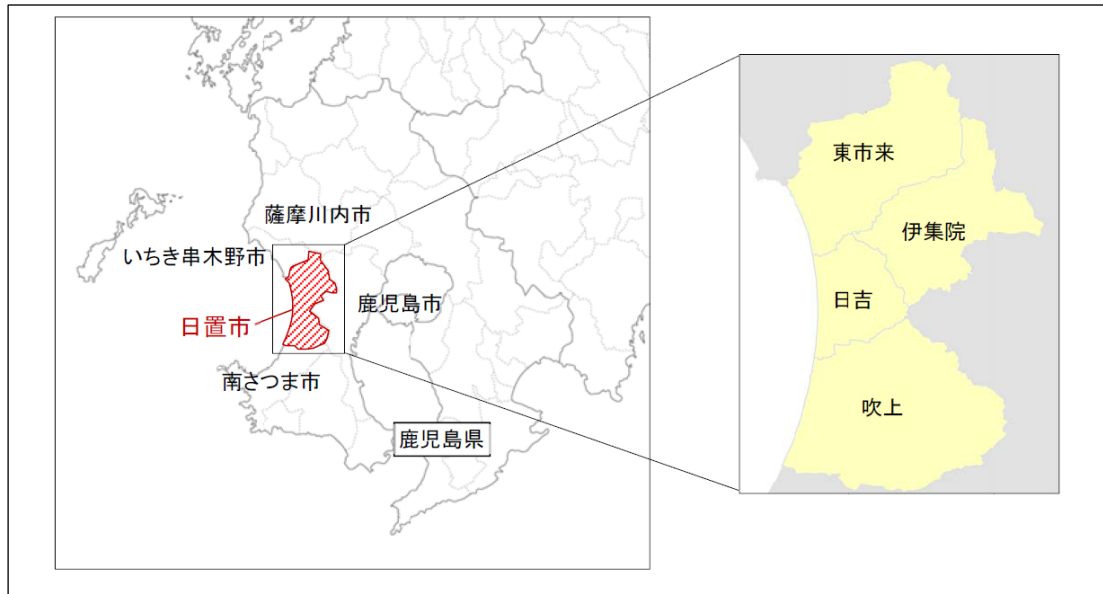 薩摩川内市
いちき串木野市
鹿児島市
日置市
南さつま市
鹿児島県
東市来
伊集院
日吉
吹上